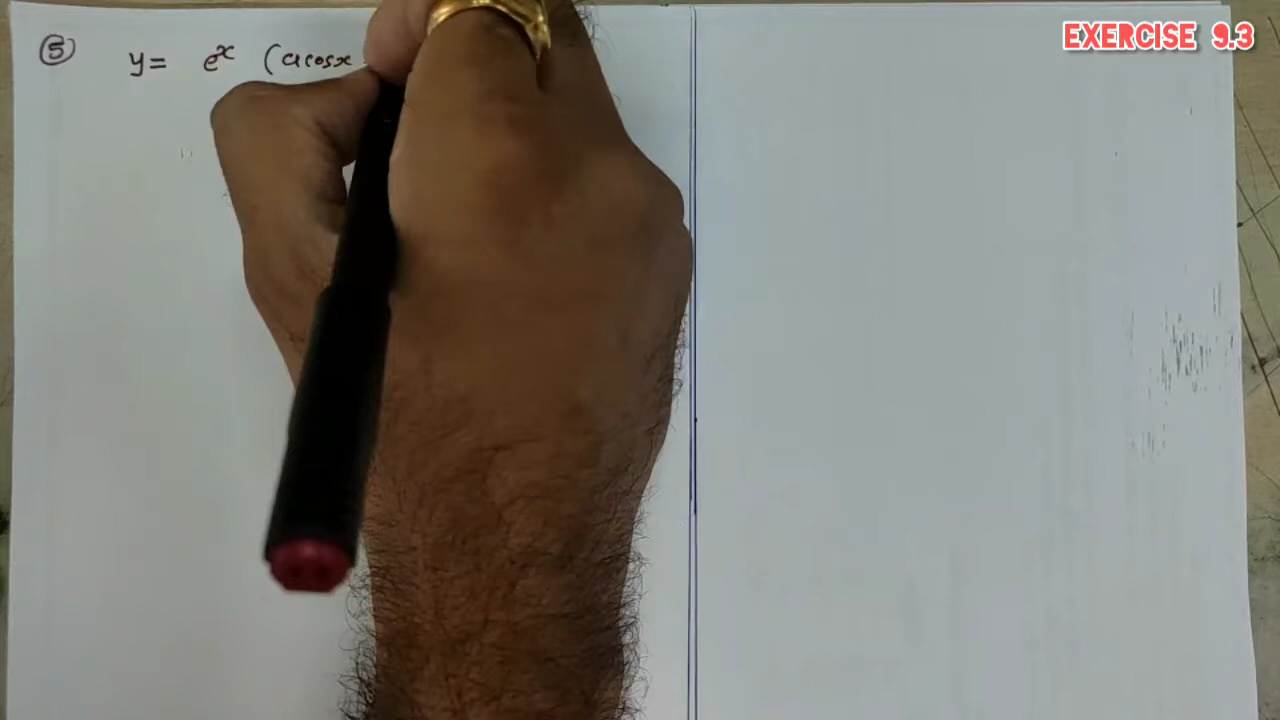 EXERCISE 9.3
⑤ y= e^x (acosx